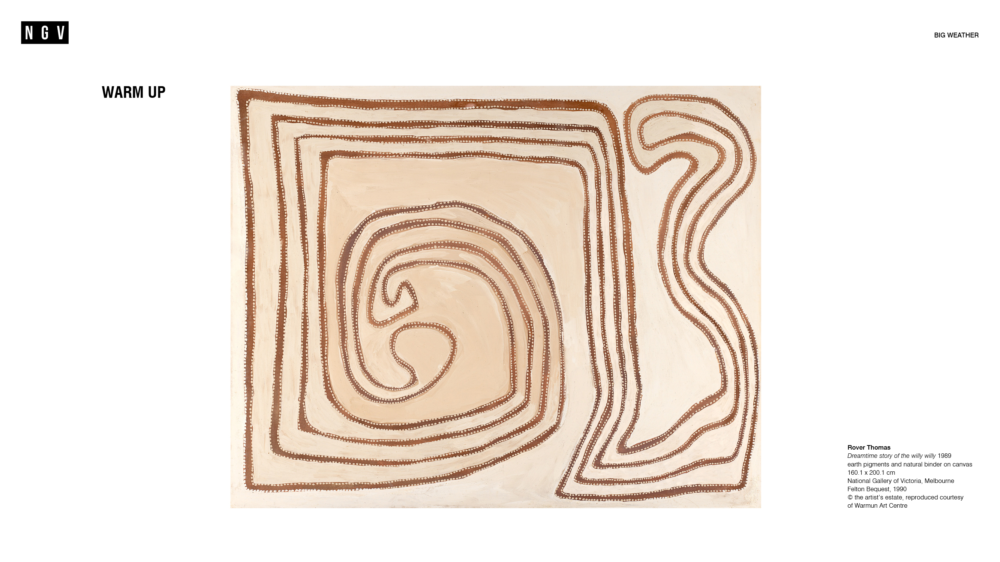 NGV
BIG WEATHER
WARM UP
Rover Thomas
Dreamtime story of the willy willy 1989
earth pigments and natural binder on canvas
160.1 x 200.1 cm
National Gallery of Victoria, Melbourne
Felton Bequest, 1990
© the artist’s estate, reproduced courtesy
of Warmun Art Centre